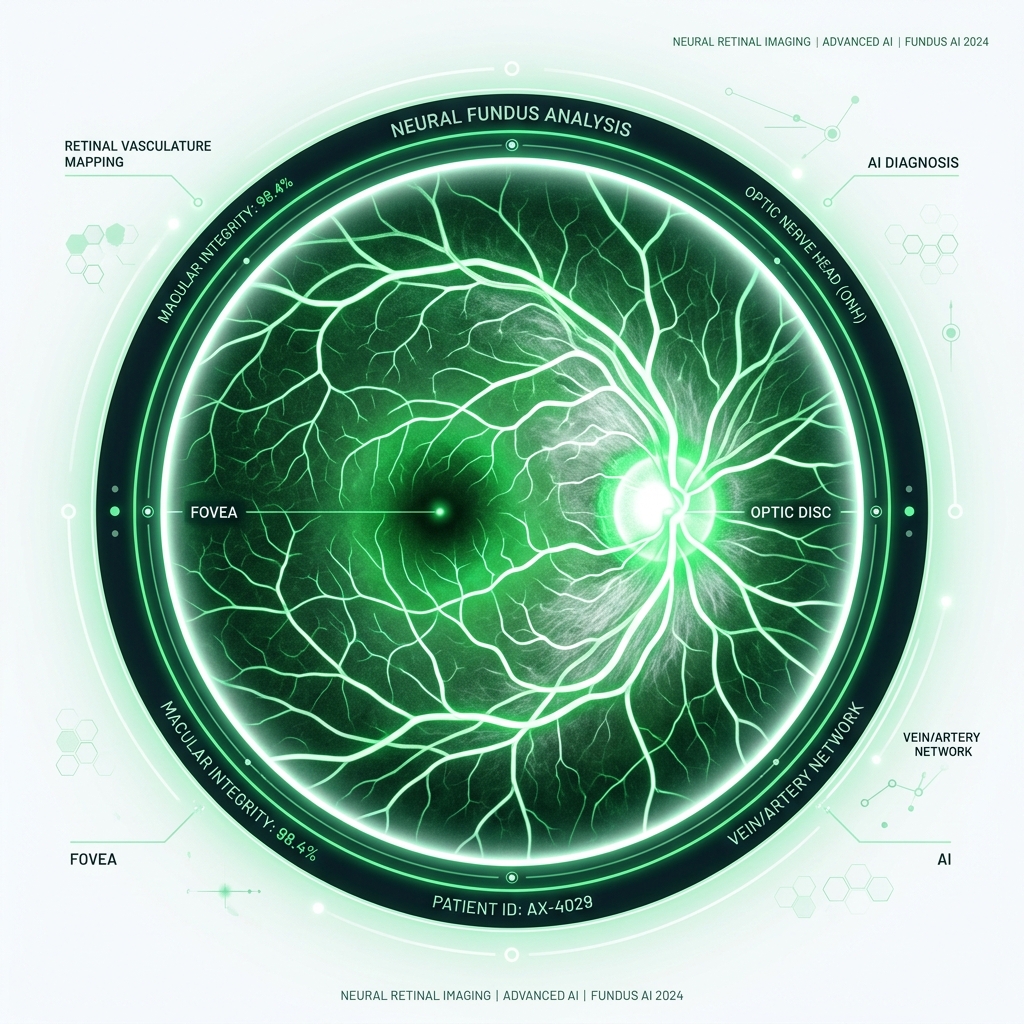 NEURAL RETINAL IMAGING | ADVANCED AI | FUNDUS AI 2024
NEURAL FUNDUS ANALYSIS
RETINAL VASCULATURE
MAPPING
AI DIAGNOSIS
MACULAR INTEGRITY: 98.4%
OPTIC NERVE HEAD (ONH)
FOVEA
OPTIC DISC
MACULAR INTEGRITY: 98.4%
VEIN/ARTERY NETWORK
VEIN/ARTERY
NETWORK
FOVEA
AI
PATIENT ID: AX-4029
NEURAL RETINAL IMAGING | ADVANCED AI | FUNDUS AI 2024